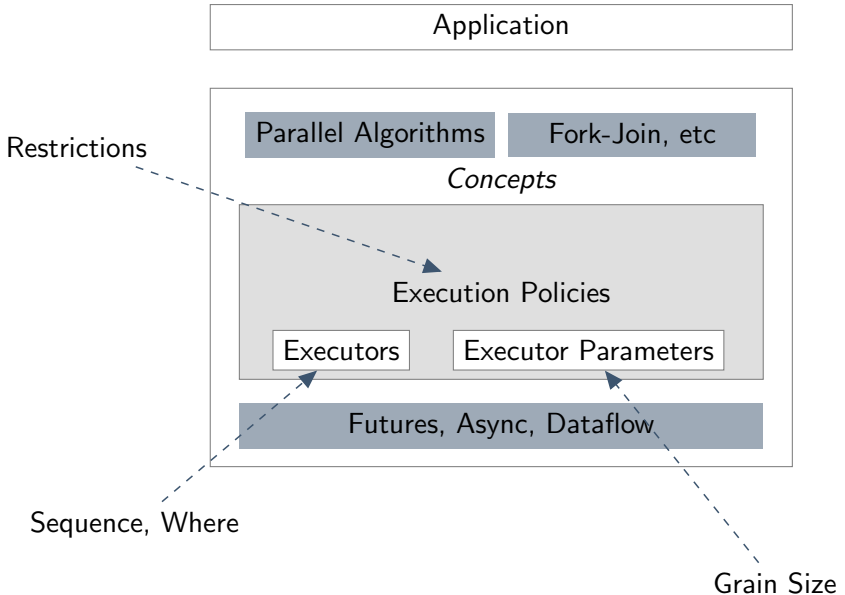 Application
Parallel Algorithms
Fork-Join, etc
Restrictions
Concepts
Execution Policies
Executors
Executor Parameters
Futures, Async, Dataflow
Sequence, Where
Grain Size